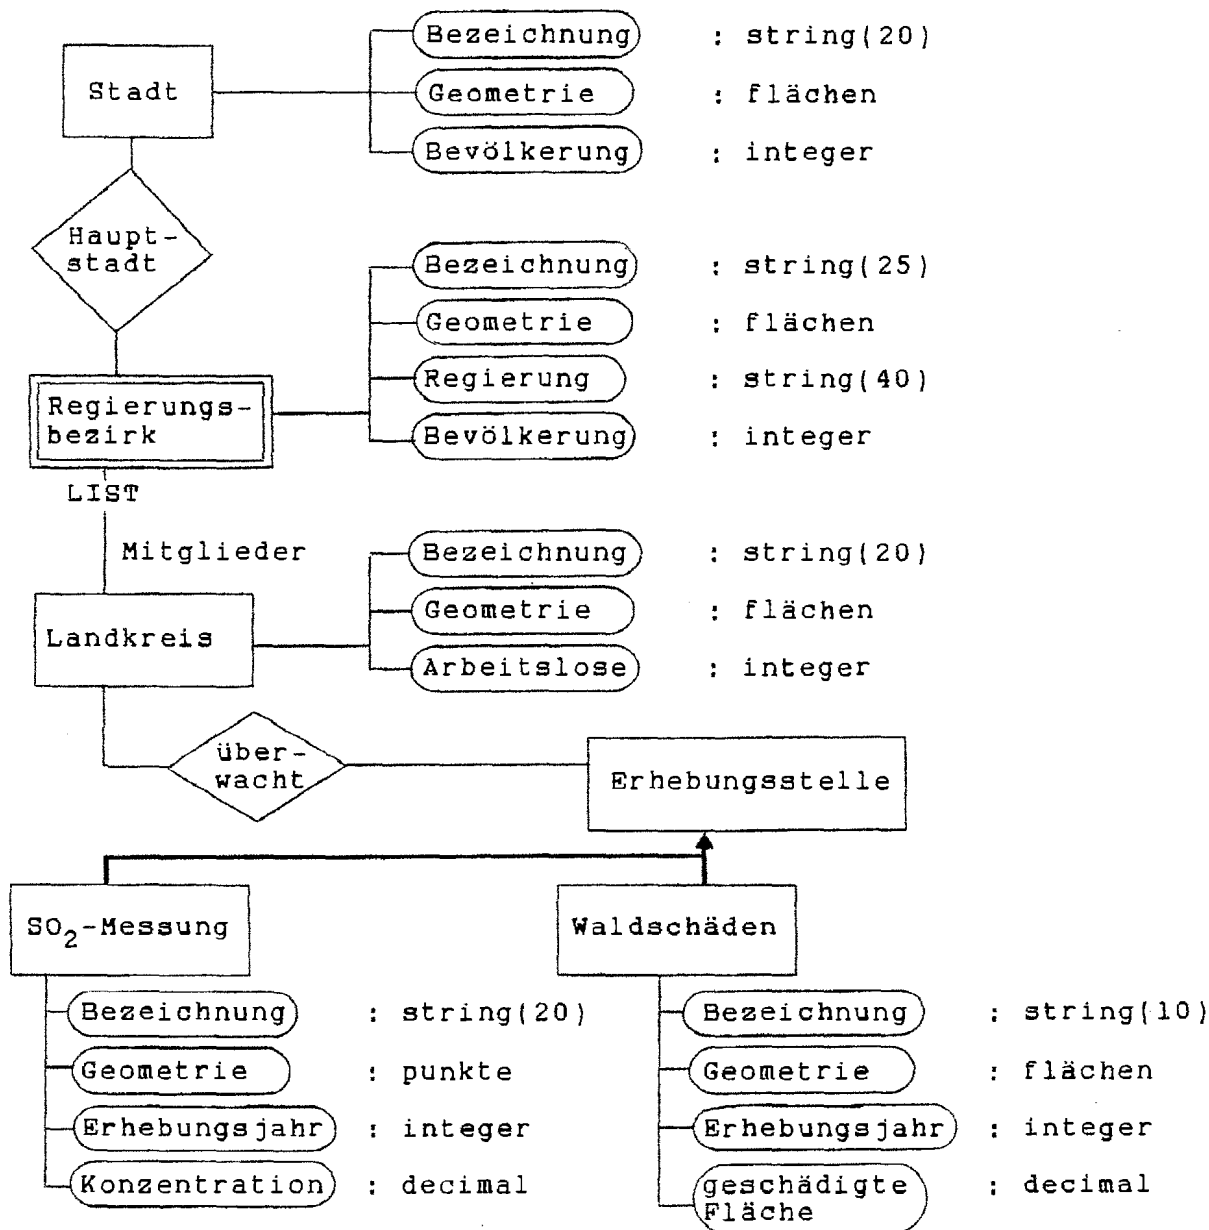 Stadt
Bezeichnung : string(20)
Geometrie : flächen
Bevölkerung : integer
Haupt-
stadt
Bezeichnung : string(25)
Geometrie : flächen
Regierung : string(40)
Bevölkerung : integer
Regierungs-
bezirk
LIST
Mitglieder
Landkreis
Bezeichnung : string(20)
Geometrie : flächen
Arbeitslose : integer
über-
wacht
Erhebungsstelle
SO₂-Messung
Bezeichnung : string(20)
Geometrie : punkte
Erhebungsjahr : integer
Konzentration : decimal
Waldschäden
Bezeichnung : string(10)
Geometrie : flächen
Erhebungsjahr : integer
geschädigte : decimal
Fläche